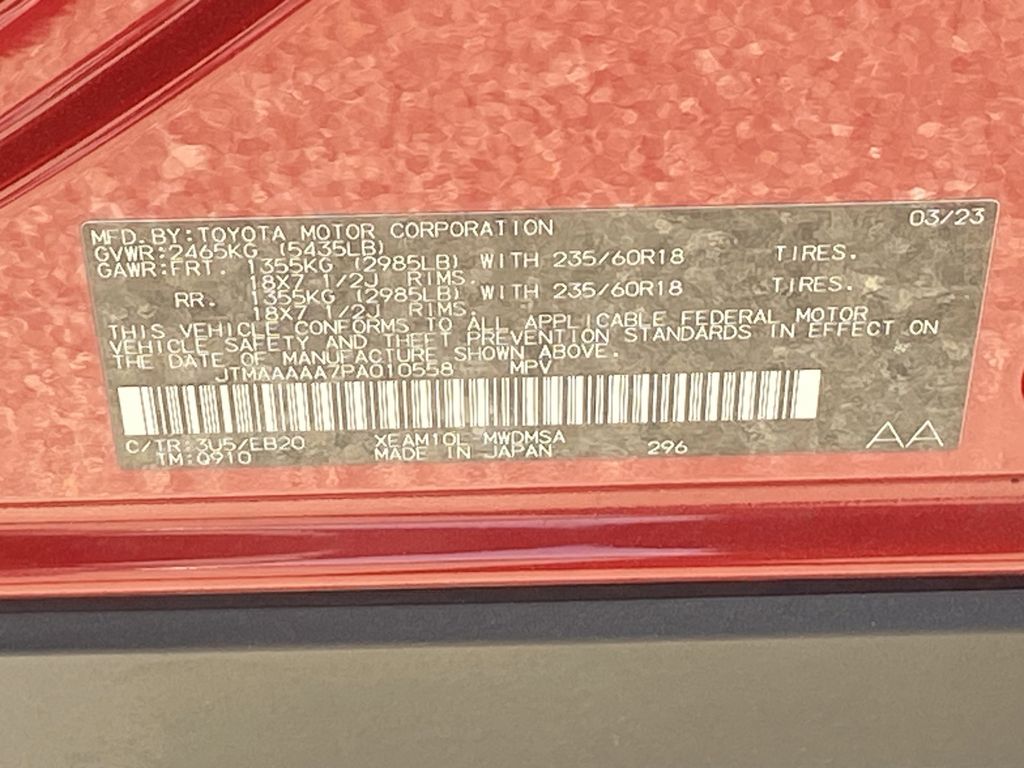 MFD. BY: TOYOTA MOTOR CORPORATION 03/23
GVWR: 2465KG (5435LB)
GAWR: FRT. 1355KG (2985LB) WITH 235/60R18 TIRES.
18X7 1/2J RIMS.
RR. 1355KG (2985LB) WITH 235/60R18 TIRES.
18X7 1/2J RIMS.
THIS VEHICLE CONFORMS TO ALL APPLICABLE FEDERAL MOTOR
VEHICLE SAFETY AND THEFT PREVENTION STANDARDS IN EFFECT ON
THE DATE OF MANUFACTURE SHOWN ABOVE.
JTMAAAAA7PA010558 MPV
C/TR: 3U5/EB20 XEAM10L-MWDMSA 296 AA
TM: Q910 MADE IN JAPAN